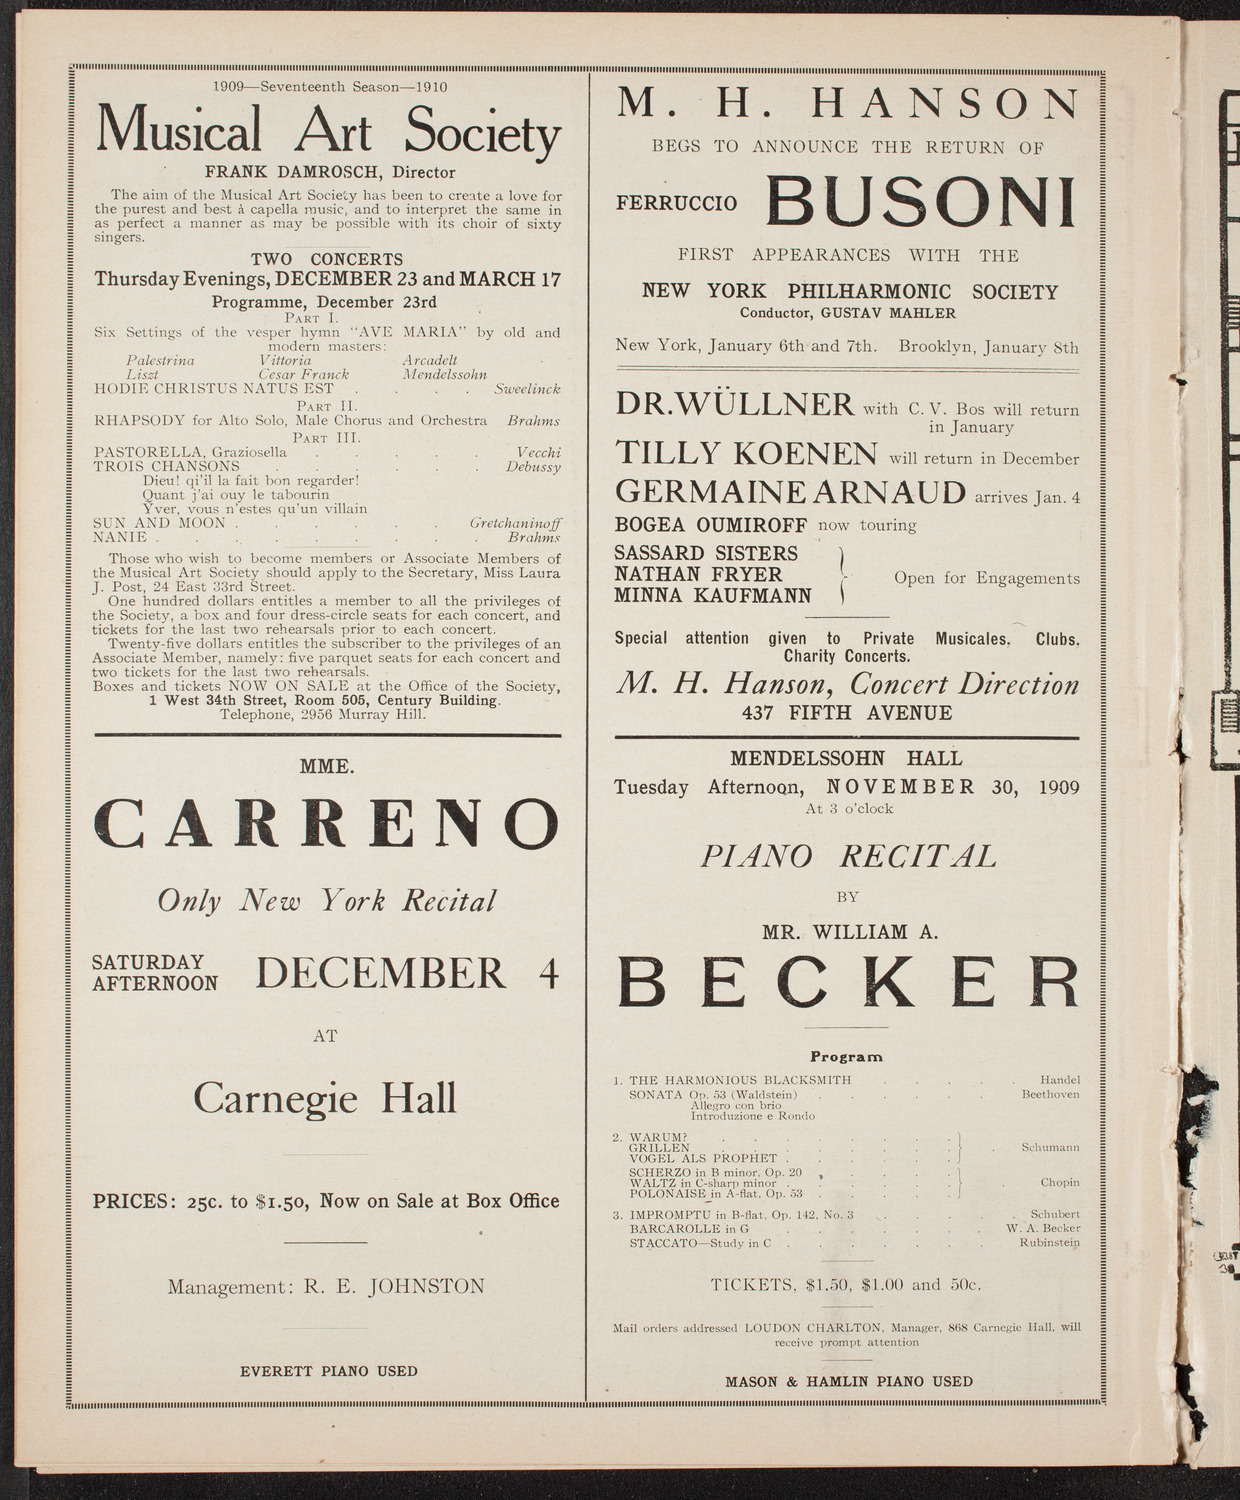 1909—Seventeenth Season—1910
Musical Art Society
FRANK DAMROSCH, Director
The aim of the Musical Art Society has been to create a love for
the purest and best à capella music, and to interpret the same in
as perfect a manner as may be possible with its choir of sixty
singers.
TWO CONCERTS
Thursday Evenings, DECEMBER 23 and MARCH 17
Programme, December 23rd
PART I.
Six Settings of the vesper hymn "AVE MARIA" by old and
modern masters:
Palestrina Vittoria Arcadelt
Liszt Cesar Franck Mendelssohn
HODIE CHRISTUS NATUS EST . . . . Sweelinck
PART II.
RHAPSODY for Alto Solo, Male Chorus and Orchestra Brahms
PART III.
PASTORELLA, Graziosella . . . . . Vecchi
TROIS CHANSONS . . . . . . Debussy
Dieu! qi'il la fait bon regarder!
Quant j'ai ouy le tabourin
Yver, vous n'estes qu'un villain
SUN AND MOON . . . . . . Gretchaninoff
NANIE . . . . . . . . Brahms
Those who wish to become members or Associate Members of
the Musical Art Society should apply to the Secretary, Miss Laura
J. Post, 24 East 33rd Street.
One hundred dollars entitles a member to all the privileges of
the Society, a box and four dress-circle seats for each concert, and
tickets for the last two rehearsals prior to each concert.
Twenty-five dollars entitles the subscriber to the privileges of an
Associate Member, namely: five parquet seats for each concert and
two tickets for the last two rehearsals.
Boxes and tickets NOW ON SALE at the Office of the Society,
1 West 34th Street, Room 505, Century Building.
Telephone, 2956 Murray Hill.
MME.
CARRENO
Only New York Recital
SATURDAY AFTERNOON DECEMBER 4
AT
Carnegie Hall
PRICES: 25c. to $1.50, Now on Sale at Box Office
Management: R. E. JOHNSTON
EVERETT PIANO USED
M. H. HANSON
BEGS TO ANNOUNCE THE RETURN OF
FERRUCCIO BUSONI
FIRST APPEARANCES WITH THE
NEW YORK PHILHARMONIC SOCIETY
Conductor, GUSTAV MAHLER
New York, January 6th and 7th. Brooklyn, January 8th
DR. WÜLLNER with C. V. Bos will return
in January
TILLY KOENEN will return in December
GERMAINE ARNAUD arrives Jan. 4
BOGEA OUMIROFF now touring
SASSARD SISTERS
NATHAN FRYER Open for Engagements
MINNA KAUFMANN
Special attention given to Private Musicales, Clubs,
Charity Concerts.
M. H. Hanson, Concert Direction
437 FIFTH AVENUE
MENDELSSOHN HALL
Tuesday Afternoon, NOVEMBER 30, 1909
At 3 o'clock
PIANO RECITAL
BY
MR. WILLIAM A.
BECKER
Program
1. THE HARMONIOUS BLACKSMITH . . . . Handel
SONATA Op. 53 (Waldstein) . . . . . . Beethoven
Allegro con brio
Introduzione e Rondo
2. WARUM? . . . . . . . .
GRILLEN . . . . . . . . Schumann
VOGEL ALS PROPHET . . . . . .
SCHERZO in B minor, Op. 20 , . . . .
WALTZ in C-sharp minor . . . . . . Chopin
POLONAISE in A-flat, Op. 53 . . . . .
3. IMPROMPTU in B-flat, Op. 142, No. 3 . . . . Schubert
BARCAROLLE in G . . . . . . . W. A. Becker
STACCATO—Study in C . . . . . . . Rubinstein
TICKETS, $1.50, $1.00 and 50c.
Mail orders addressed LOUDON CHARLTON, Manager, 868 Carnegie Hall, will
receive prompt attention
MASON & HAMLIN PIANO USED